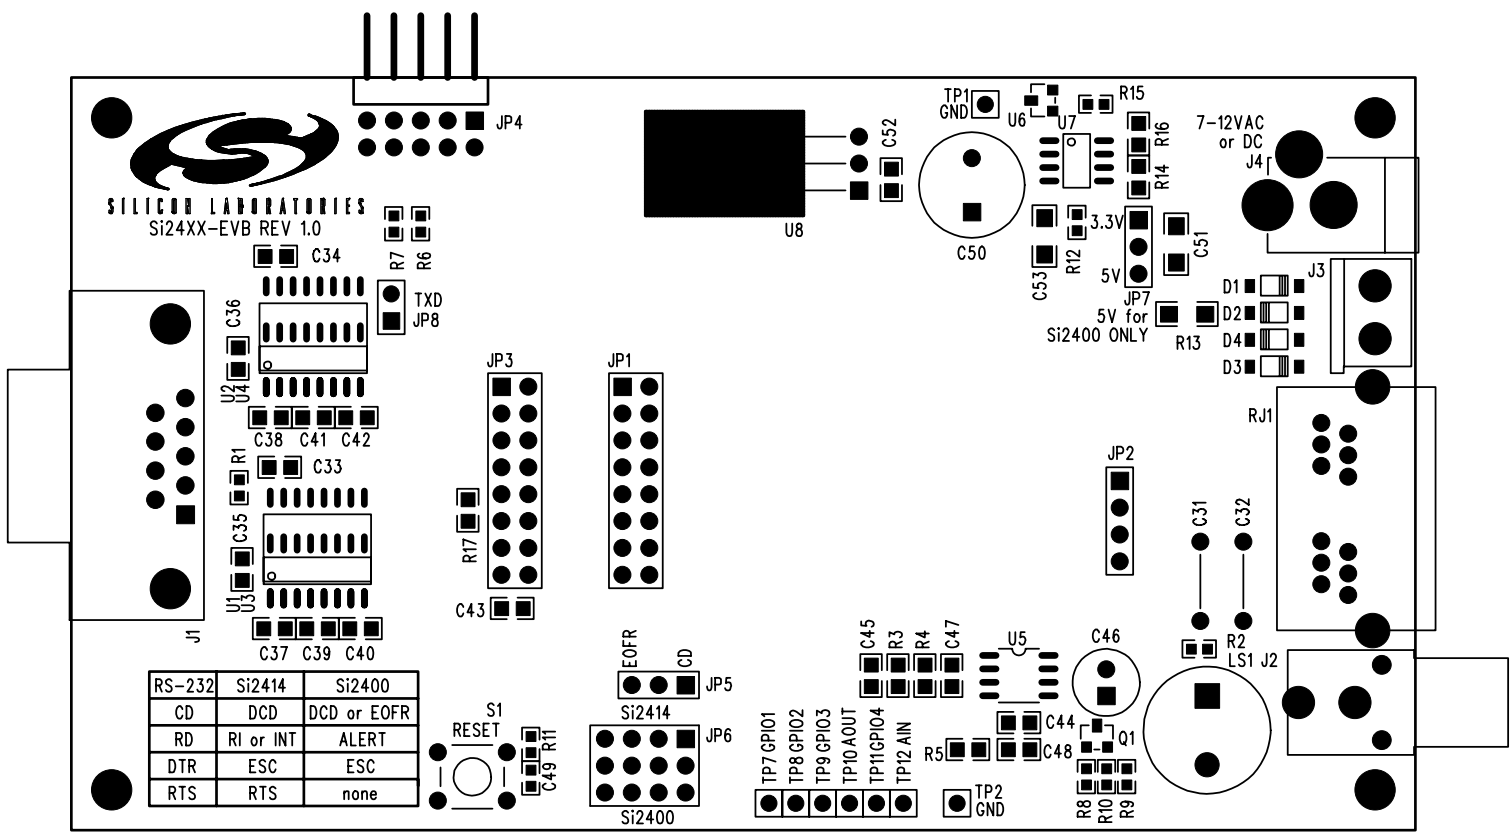 JP4
SILICON LABORATORIES
Si24XX-EVB REV 1.0
TP1
GND
U6
U7
R15
R16
R14
7-12VAC
or DC
J4
C52
U8
C50
C53
R12
3.3V
5V
C51
JP7
5V for
Si2400 ONLY
R13
D1
D2
D4
D3
J3
C34
R7
R6
TXD
JP8
C36
U2
U4
C38
C41
C42
R1
C33
C35
U1
U3
J1
C37
C39
C40
JP3
JP1
R17
C43
JP2
RJ1
C31
C32
R2
LS1
J2
RS-232 Si2414 Si2400
CD DCD DCD or EOFR
RD RI or INT ALERT
DTR ESC ESC
RTS RTS none
S1
RESET
R11
C49
EOFR
CD
JP5
Si2414
JP6
Si2400
C45
R3
R4
C47
U5
C46
C44
C48
R5
Q1
R8
R10
R9
TP7 GPIO1
TP8 GPIO2
TP9 GPIO3
TP10 AOUT
TP11 GPIO4
TP12 AIN
TP2
GND